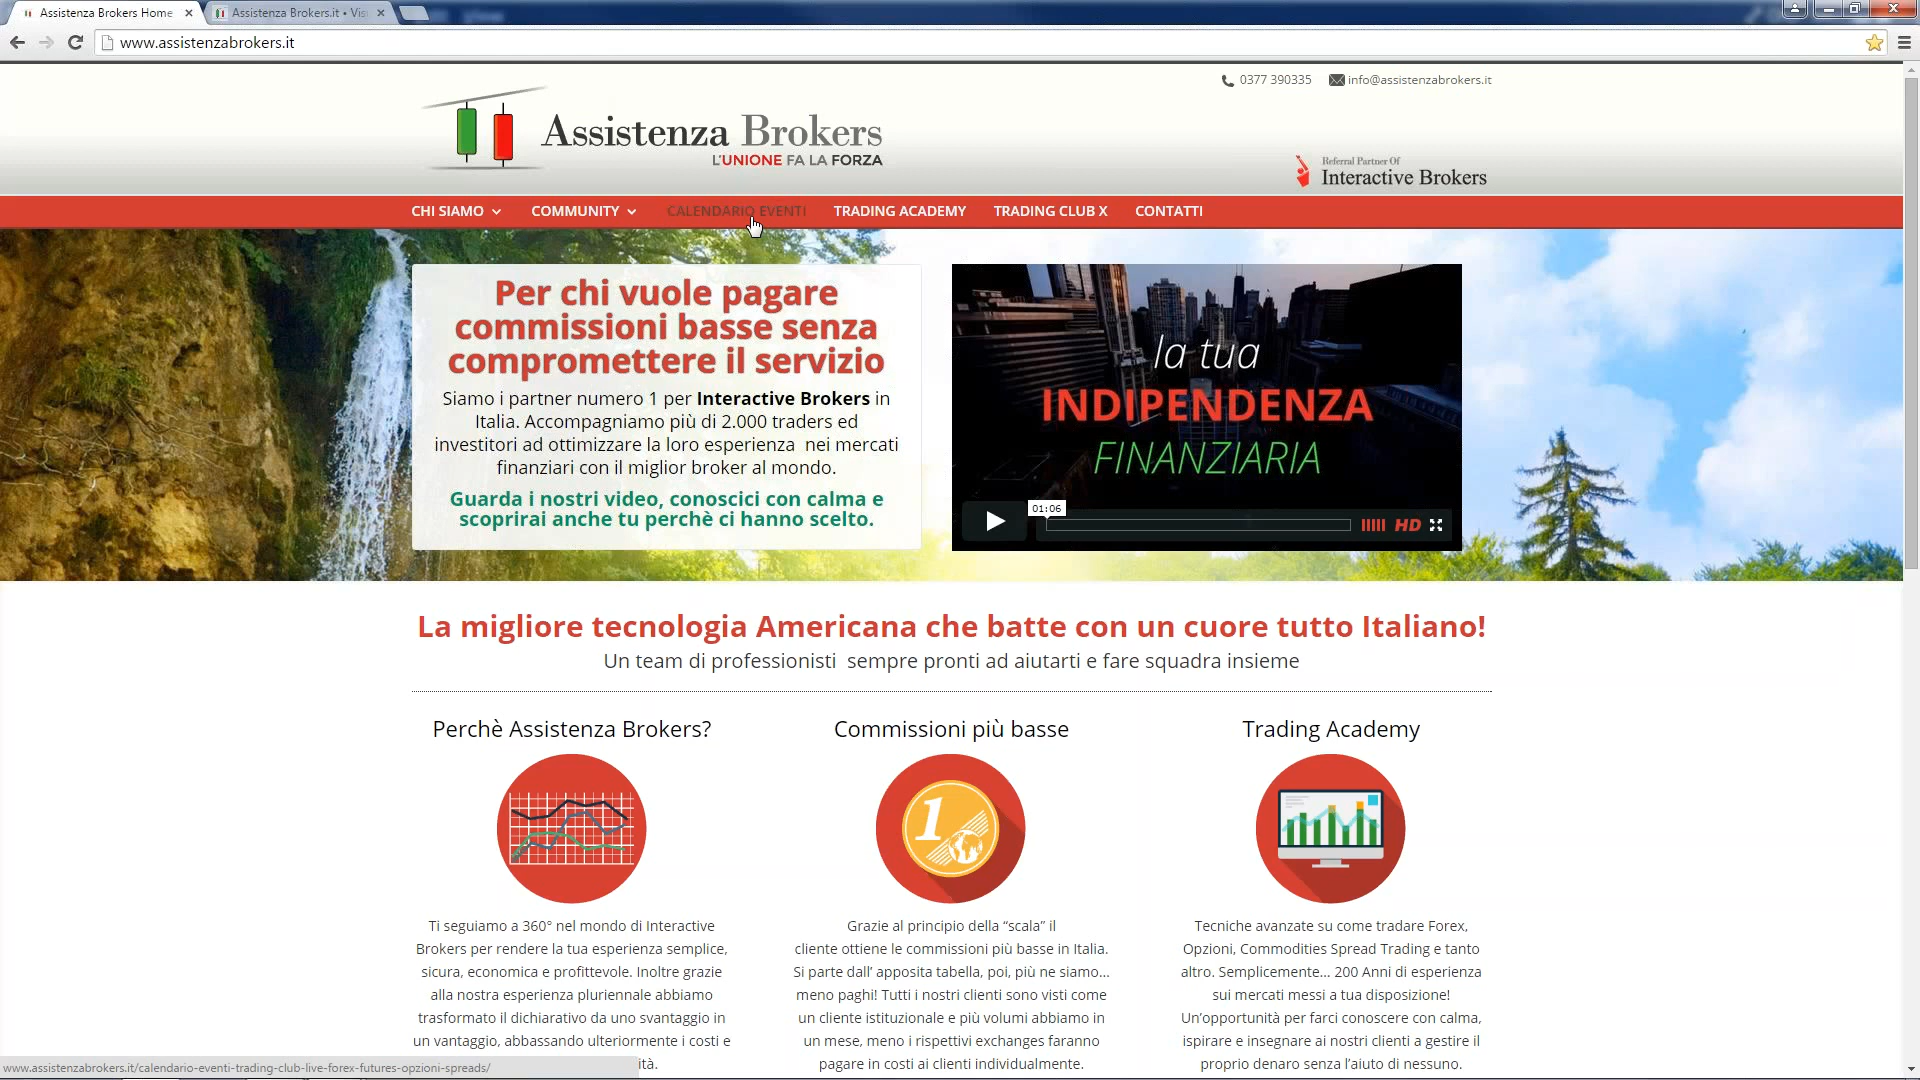 Assistenza Brokers Home
Assistenza Brokers.it • Vis
www.assistenzabrokers.it
0377 390335 info@assistenzabrokers.it
Assistenza Brokers
L'UNIONE FA LA FORZA
Referral Partner Of
Interactive Brokers
CHI SIAMO COMMUNITY CALENDARIO EVENTI TRADING ACADEMY TRADING CLUB X CONTATTI
Per chi vuole pagare
commissioni basse senza
compromettere il servizio
Siamo i partner numero 1 per Interactive Brokers in
Italia. Accompagniamo più di 2.000 traders ed
investitori ad ottimizzare la loro esperienza nei mercati
finanziari con il miglior broker al mondo.
Guarda i nostri video, conoscici con calma e
scoprirai anche tu perchè ci hanno scelto.
la tua
INDIPENDENZA
FINANZIARIA
01:06
HD
La migliore tecnologia Americana che batte con un cuore tutto Italiano!
Un team di professionisti sempre pronti ad aiutarti e fare squadra insieme
Perchè Assistenza Brokers?
Ti seguiamo a 360° nel mondo di Interactive
Brokers per rendere la tua esperienza semplice,
sicura, economica e profittevole. Inoltre grazie
alla nostra esperienza pluriennale abbiamo
trasformato il dichiarativo da uno svantaggio in
un vantaggio, abbassando ulteriormente i costi e
ità.
Commissioni più basse
1
Grazie al principio della “scala” il
cliente ottiene le commissioni più basse in Italia.
Si parte dall’ apposita tabella, poi, più ne siamo…
meno paghi! Tutti i nostri clienti sono visti come
un cliente istituzionale e più volumi abbiamo in
un mese, meno i rispettivi exchanges faranno
pagare in costi ai clienti individualmente.
Trading Academy
Tecniche avanzate su come tradare Forex,
Opzioni, Commodities Spread Trading e tanto
altro. Semplicemente… 200 Anni di esperienza
sui mercati messi a tua disposizione!
Un’opportunità per farci conoscere con calma,
ispirare e insegnare ai nostri clienti a gestire il
proprio denaro senza l’aiuto di nessuno.
www.assistenzabrokers.it/calendario-eventi-trading-club-live-forex-futures-opzioni-spreads/